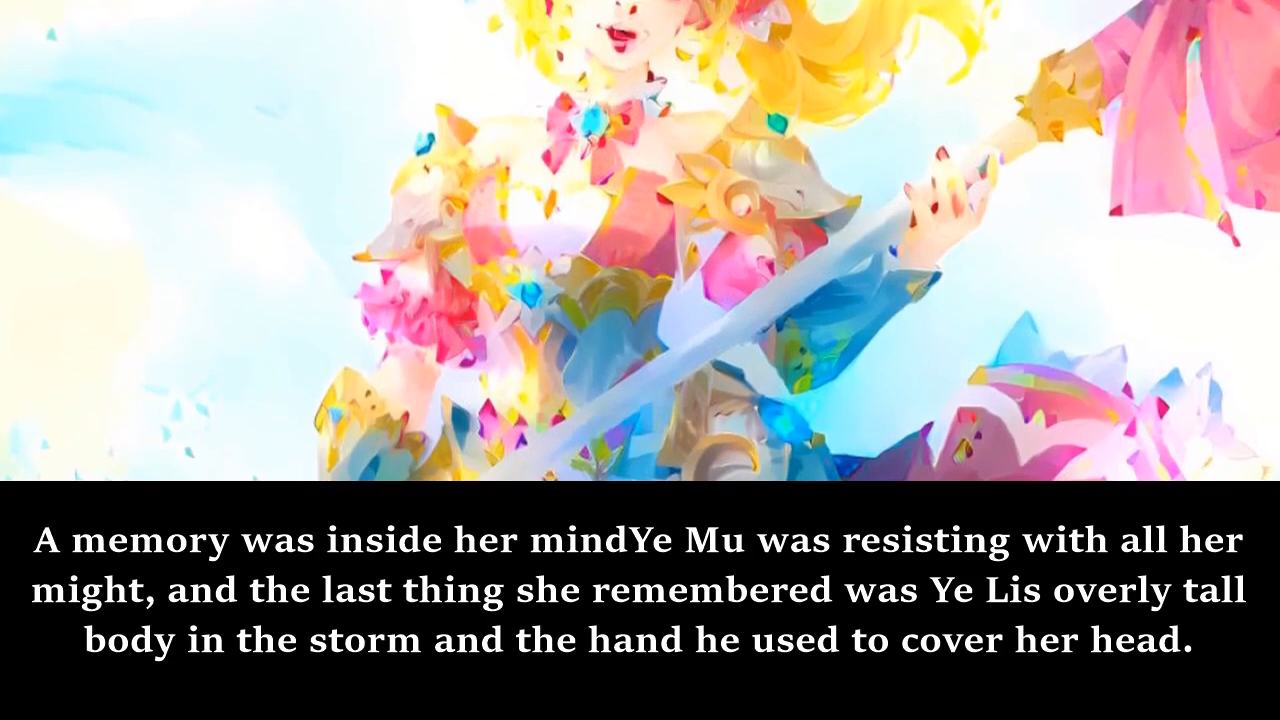 A memory was inside her mindYe Mu was resisting with all her
might, and the last thing she remembered was Ye Lis overly tall
body in the storm and the hand he used to cover her head.